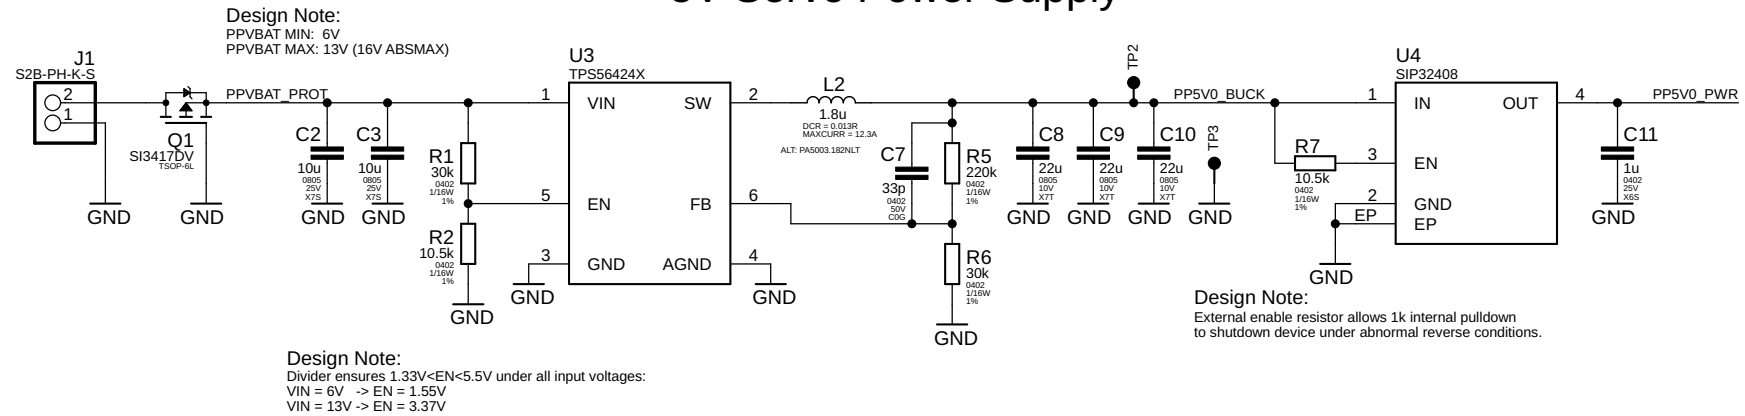 5V Servo Power Supply
Design Note:
PPVBAT MIN: 6V
PPVBAT MAX: 13V (16V ABSMAX)
J1
S2B-PH-K-S
2
1
GND
Q1
SI3417DV
TSOP-6L
GND
PPVBAT_PROT
C2
10u
0805
25V
X7S
GND
C3
10u
0805
25V
X7S
GND
R1
30k
0402
1/16W
1%
R2
10.5k
0402
1/16W
1%
GND
U3
TPS56424X
1 VIN SW 2
5 EN FB 6
3 GND AGND 4
GND
GND
L2
1.8u
DCR = 0.013R
MAXCURR = 12.3A
ALT: PA5003.182NLT
C7
33p
0402
50V
C0G
R5
220k
0402
1/16W
1%
R6
30k
0402
1/16W
1%
GND
C8
22u
0805
10V
X7T
GND
C9
22u
0805
10V
X7T
GND
C10
22u
0805
10V
X7T
GND
TP2
TP3
GND
PP5V0_BUCK
R7
10.5k
0402
1/16W
1%
U4
SIP32408
1 IN OUT 4
3 EN
2 GND
EP EP
GND
PP5V0_PWR
C11
1u
0402
25V
X6S
GND
Design Note:
External enable resistor allows 1k internal pulldown
to shutdown device under abnormal reverse conditions.
Design Note:
Divider ensures 1.33V<EN<5.5V under all input voltages:
VIN = 6V -> EN = 1.55V
VIN = 13V -> EN = 3.37V